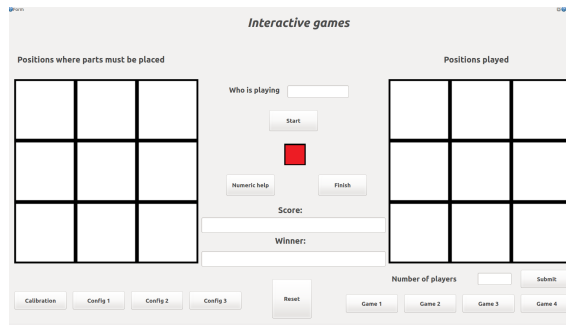 Form
Interactive games
Positions where parts must be placed
Positions played
Who is playing
Start
Numeric help
Finish
Score:
Winner:
Number of players
Submit
Calibration
Config 1
Config 2
Config 3
Reset
Game 1
Game 2
Game 3
Game 4